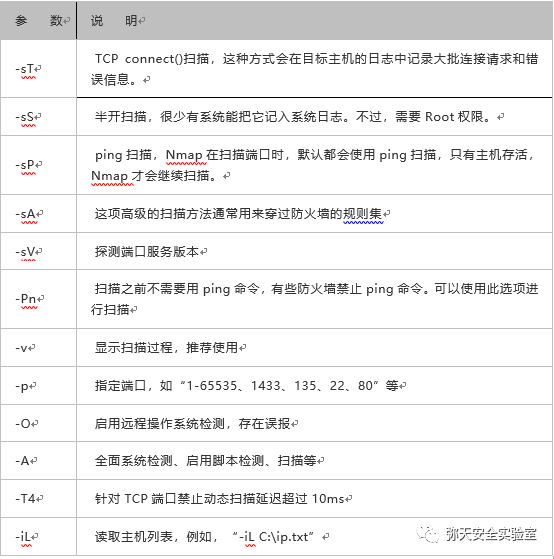 参 数 说 明
-sT TCP connect()扫描，这种方式会在目标主机的日志中记录大批连接请求和错
误信息。
-sS 半开扫描，很少有系统能把它记入系统日志。不过，需要 Root 权限。
-sP ping 扫描，Nmap 在扫描端口时，默认都会使用 ping 扫描，只有主机存活，
Nmap 才会继续扫描。
-sA 这项高级的扫描方法通常用来穿过防火墙的规则集
-sV 探测端口服务版本
-Pn 扫描之前不需要用 ping 命令，有些防火墙禁止 ping 命令。可以使用此选项进
行扫描
-v 显示扫描过程，推荐使用
-p 指定端口，如“1-65535、1433、135、22、80”等
-O 启用远程操作系统检测，存在误报
-A 全面系统检测、启用脚本检测、扫描等
-T4 针对 TCP 端口禁止动态扫描延迟超过 10ms
-iL 读取主机列表，例如，“-iL C:\ip.txt”
弥天安全实验室